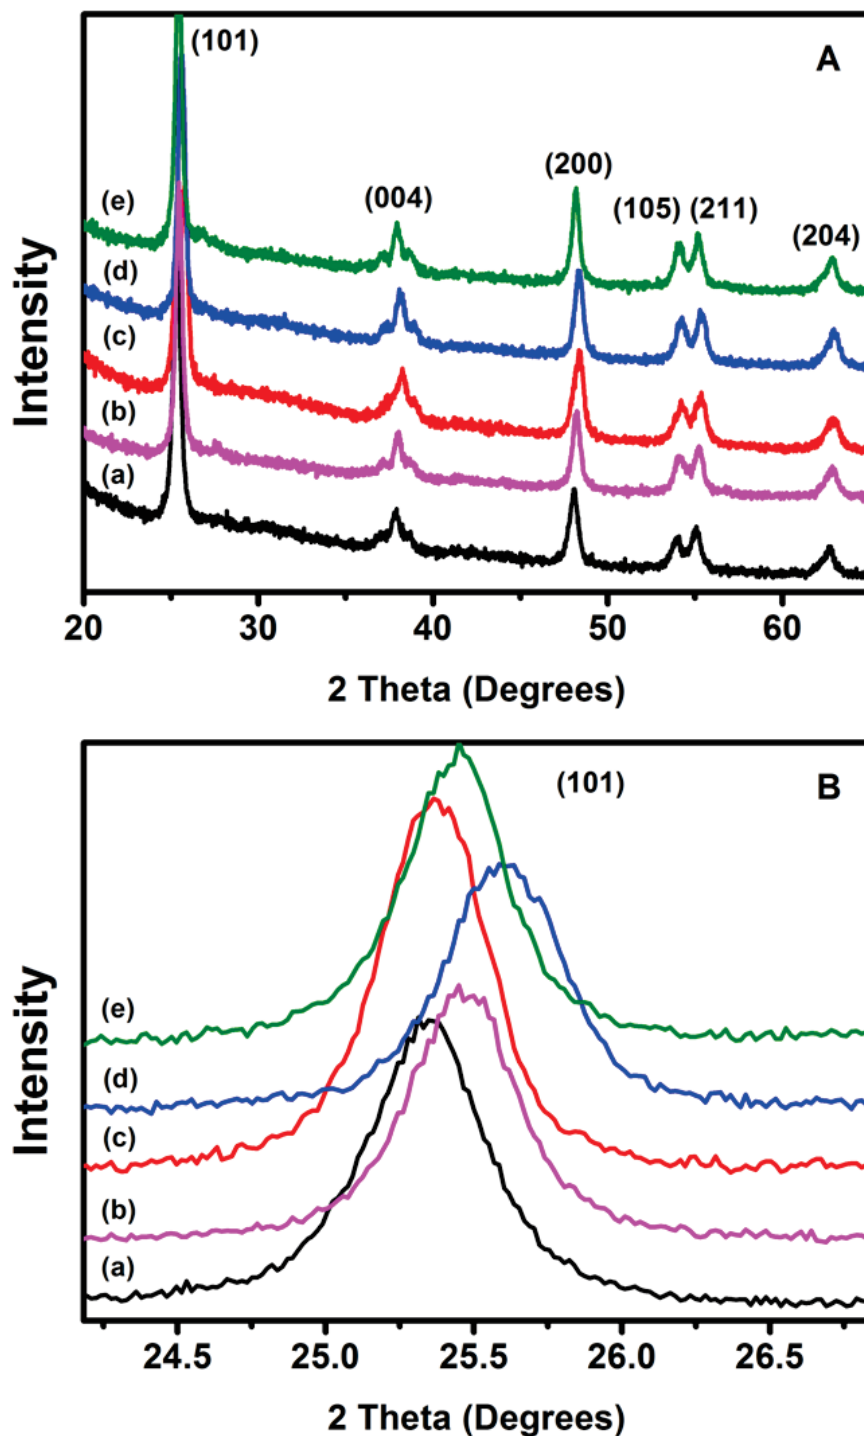 A
(101)
(004)
(200)
(105) (211)
(204)
(e)
(d)
(c)
(b)
(a)
Intensity
20 30 40 50 60
2 Theta (Degrees)
(101)
B
(e)
(d)
(c)
(b)
(a)
Intensity
24.5 25.0 25.5 26.0 26.5
2 Theta (Degrees)